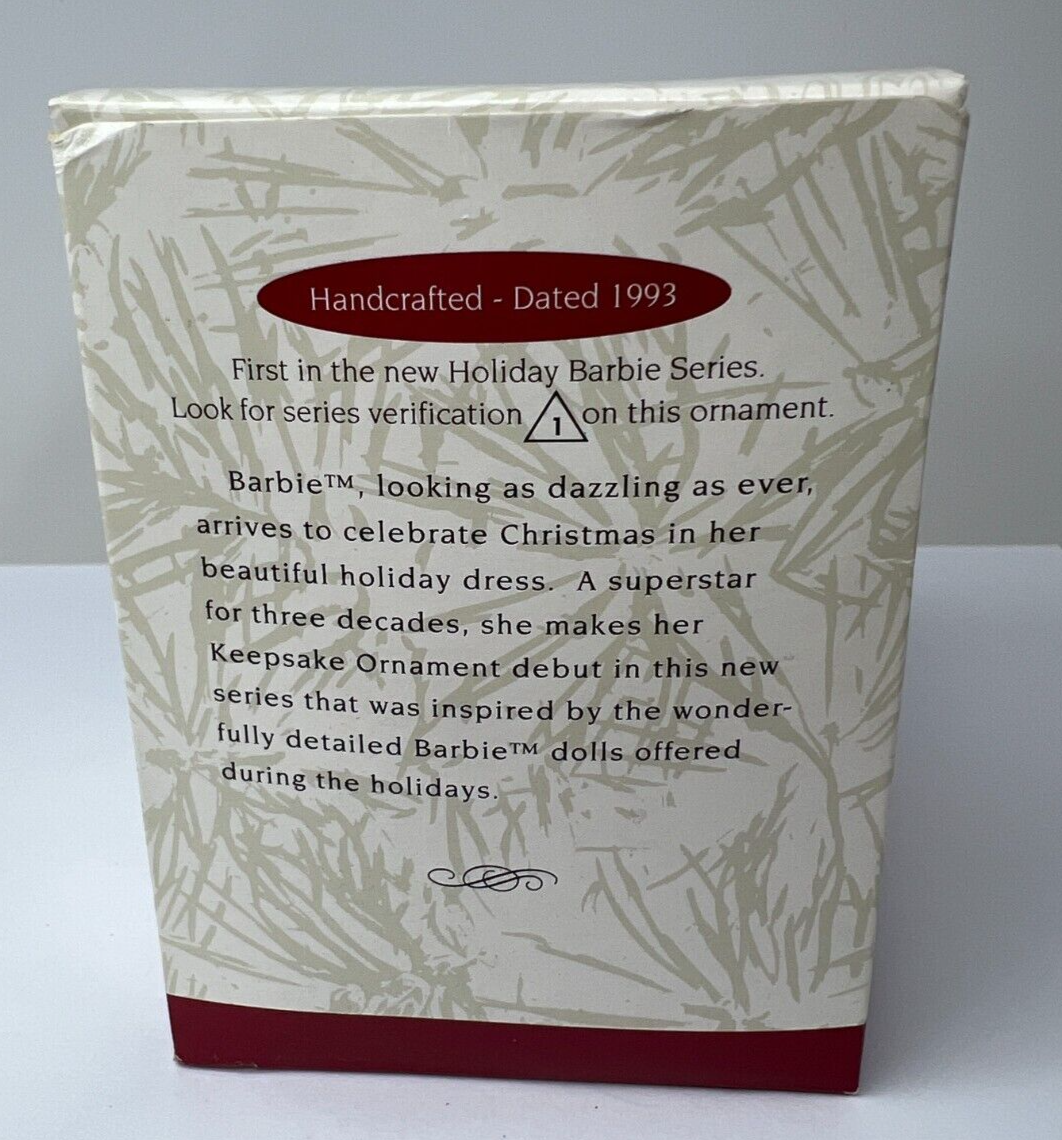 Handcrafted - Dated 1993
First in the new Holiday Barbie Series.
Look for series verification 1 on this ornament.
Barbie™, looking as dazzling as ever,
arrives to celebrate Christmas in her
beautiful holiday dress. A superstar
for three decades, she makes her
Keepsake Ornament debut in this new
series that was inspired by the wonder-
fully detailed Barbie™ dolls offered
during the holidays.